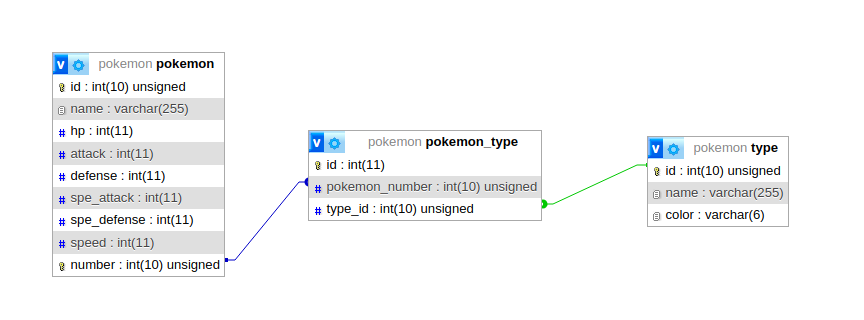 v pokemon pokemon
id : int(10) unsigned
name : varchar(255)
# hp : int(11)
# attack : int(11)
# defense : int(11)
# spe_attack : int(11)
# spe_defense : int(11)
# speed : int(11)
number : int(10) unsigned
v pokemon pokemon_type
id : int(11)
# pokemon_number : int(10) unsigned
# type_id : int(10) unsigned
v pokemon type
id : int(10) unsigned
name : varchar(255)
color : varchar(6)